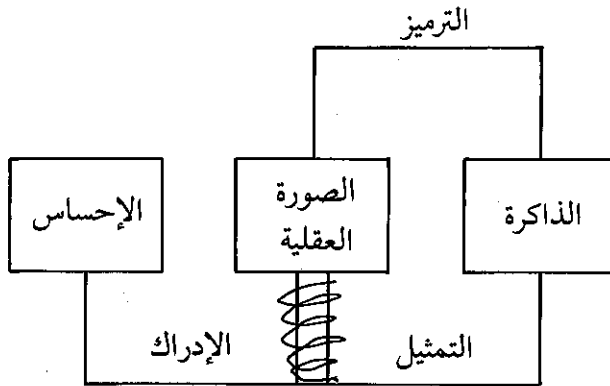 الترميز
الذاكرة
الصورة
العقلية
الإحساس
التمثيل
الإدراك